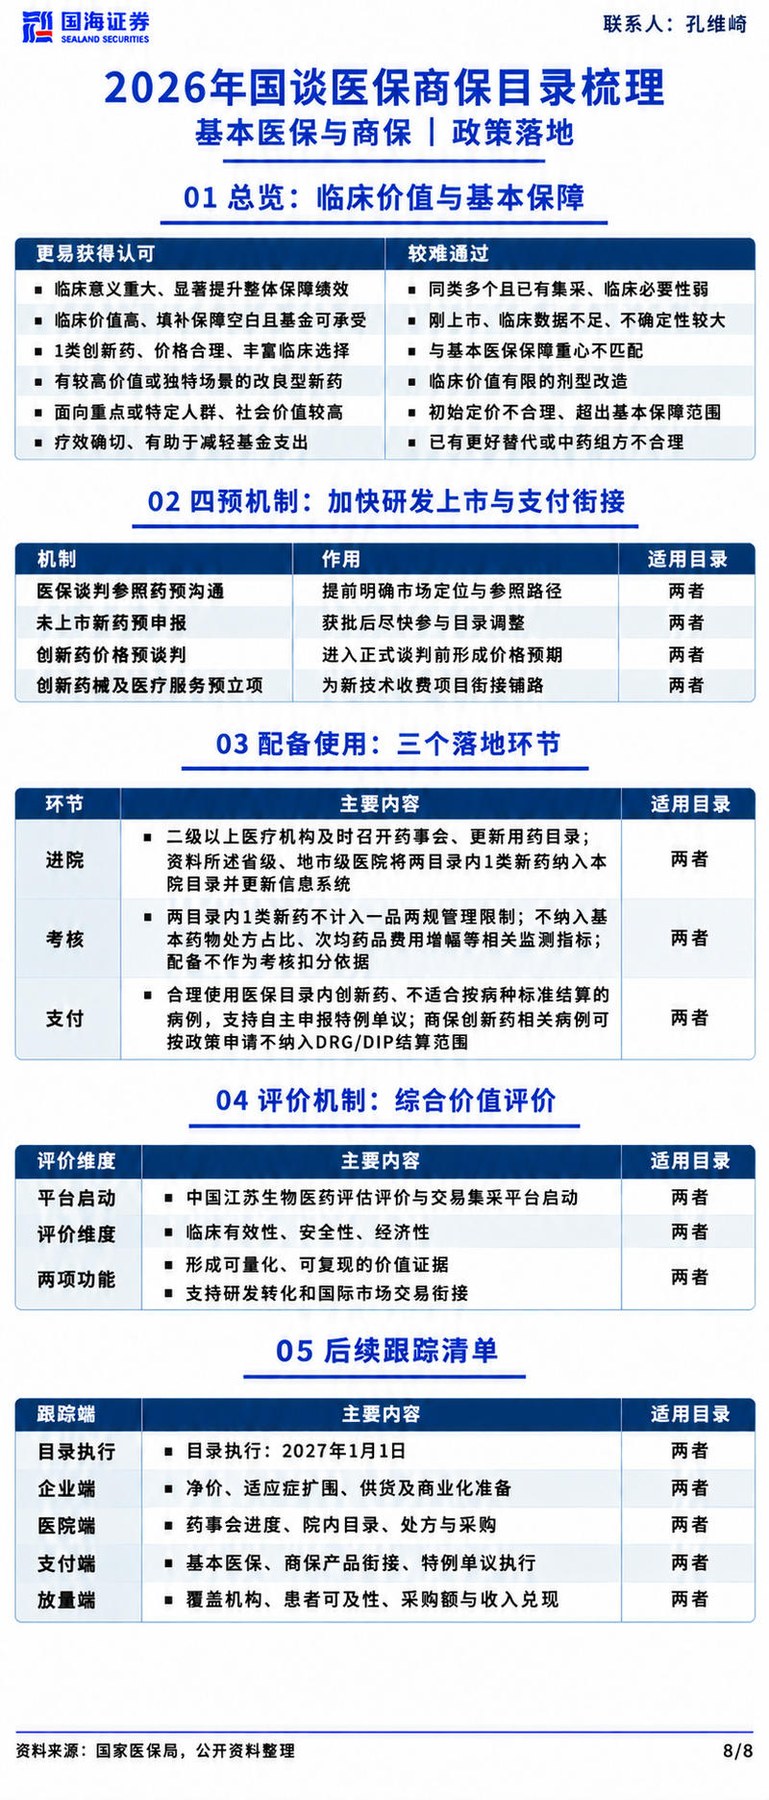 国海证券
SEALAND SECURITIES
联系人：孔维崎
2026年国谈医保商保目录梳理
基本医保与商保｜政策落地
01 总览：临床价值与基本保障
更易获得认可
较难通过
▪ 临床意义重大、显著提升整体保障绩效
▪ 同类多个且已有集采、临床必要性弱
▪ 临床价值高、填补保障空白且基金可承受
▪ 刚上市、临床数据不足、不确定性较大
▪ 1类创新药、价格合理、丰富临床选择
▪ 与基本医保保障重心不匹配
▪ 有较高价值或独特场景的改良型新药
▪ 临床价值有限的剂型改造
▪ 面向重点或特定人群、社会价值较高
▪ 初始定价不合理、超出基本保障范围
▪ 疗效确切、有助于减轻基金支出
▪ 已有更好替代或中药组方不合理
02 四预机制：加快研发上市与支付衔接
机制
作用
适用目录
医保谈判参照药预沟通
提前明确市场定位与参照路径
两者
未上市新药预申报
获批后尽快参与目录调整
两者
创新药价格预谈判
进入正式谈判前形成价格预期
两者
创新药械及医疗服务预立项
为新技术收费项目衔接铺路
两者
03 配备使用：三个落地环节
环节
主要内容
适用目录
进院
▪ 二级以上医疗机构及时召开药事会、更新用药目录；
资料所述省级、地市级医院将两目录内1类新药纳入本
院目录并更新信息系统
两者
考核
▪ 两目录内1类新药不计入一品两规管理限制；不纳入基
本药物处方占比、次均药品费用增幅等相关监测指标；
配备不作为考核扣分依据
两者
支付
▪ 合理使用医保目录内创新药、不适合按病种标准结算的
病例，支持自主申报特例单议；商保创新药相关病例可
按政策申请不纳入DRG/DIP结算范围
两者
04 评价机制：综合价值评价
评价维度
主要内容
适用目录
平台启动
▪ 中国江苏生物医药评估评价与交易集采平台启动
两者
评价维度
▪ 临床有效性、安全性、经济性
两者
两项功能
▪ 形成可量化、可复现的价值证据
▪ 支持研发转化和国际市场交易衔接
两者
05 后续跟踪清单
跟踪端
主要内容
适用目录
目录执行
▪ 目录执行：2027年1月1日
两者
企业端
▪ 净价、适应症扩围、供货及商业化准备
两者
医院端
▪ 药事会进度、院内目录、处方与采购
两者
支付端
▪ 基本医保、商保产品衔接、特例单议执行
两者
放量端
▪ 覆盖机构、患者可及性、采购额与收入兑现
两者
资料来源：国家医保局，公开资料整理
8/8